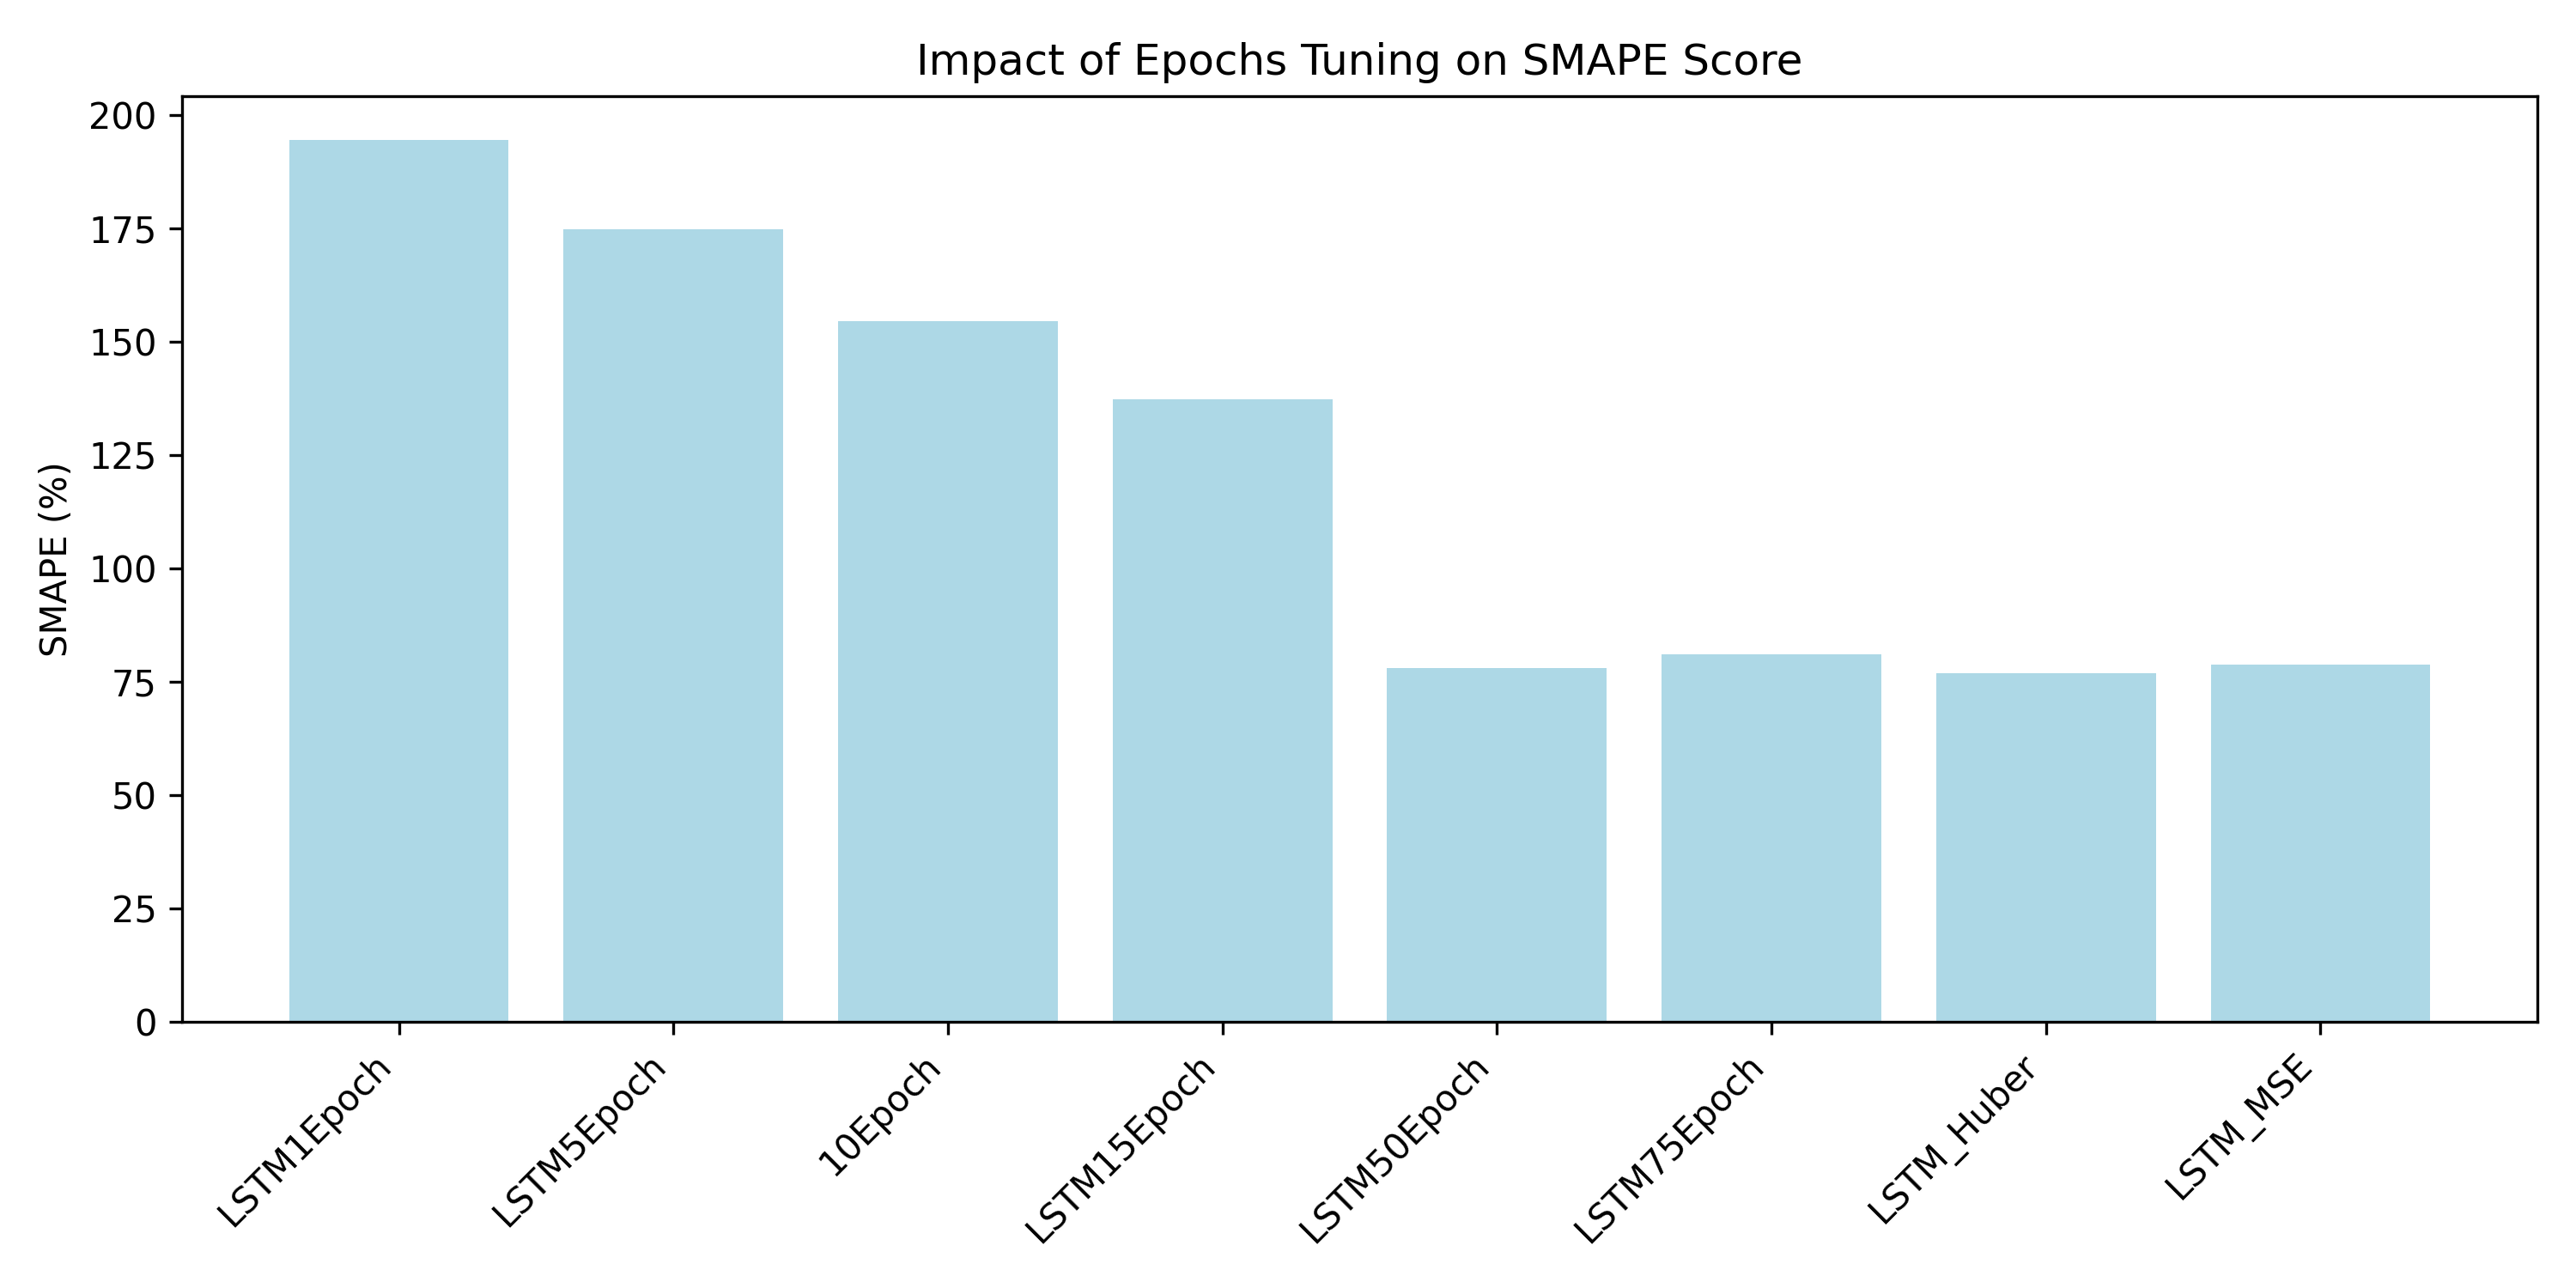 Impact of Epochs Tuning on SMAPE Score
SMAPE (%)
200
175
150
125
100
75
50
25
0
LSTM1Epoch
LSTM5Epoch
10Epoch
LSTM15Epoch
LSTM50Epoch
LSTM75Epoch
LSTM_Huber
LSTM_MSE